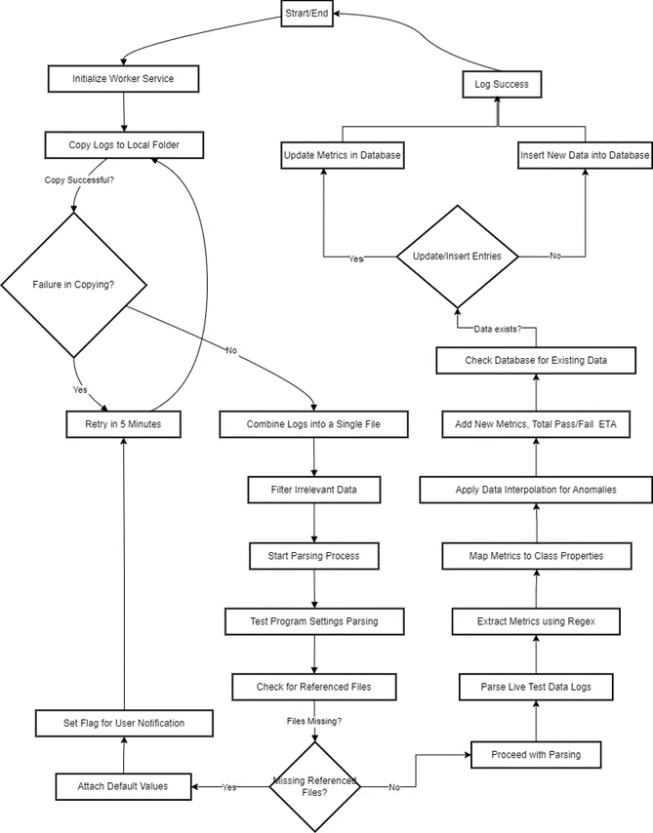 Strart/End
Initialize Worker Service
Log Success
Copy Logs to Local Folder
Update Metrics in Database
Insert New Data into Database
Copy Successful?
Failure in Copying?
Update/Insert Entries
Yes
No
Data exists?
No
Check Database for Existing Data
Yes
Retry in 5 Minutes
Combine Logs into a Single File
Add New Metrics, Total Pass/Fail ETA
Filter Irrelevant Data
Apply Data Interpolation for Anomalies
Start Parsing Process
Map Metrics to Class Properties
Test Program Settings Parsing
Extract Metrics using Regex
Check for Referenced Files
Parse Live Test Data Logs
Set Flag for User Notification
Files Missing?
Proceed with Parsing
Attach Default Values
Yes
Missing Referenced
Files?
No